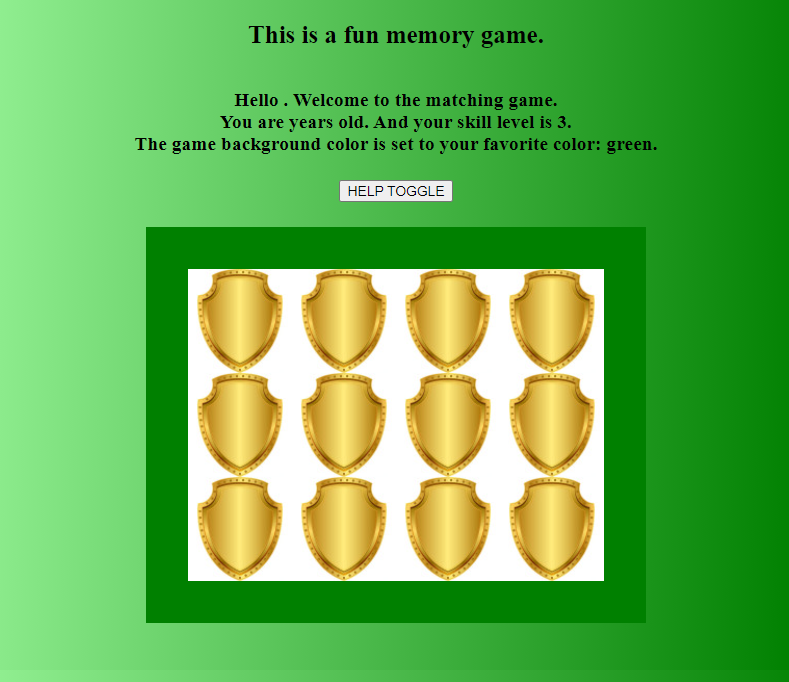 This is a fun memory game.
Hello . Welcome to the matching game.
You are years old. And your skill level is 3.
The game background color is set to your favorite color: green.
HELP TOGGLE